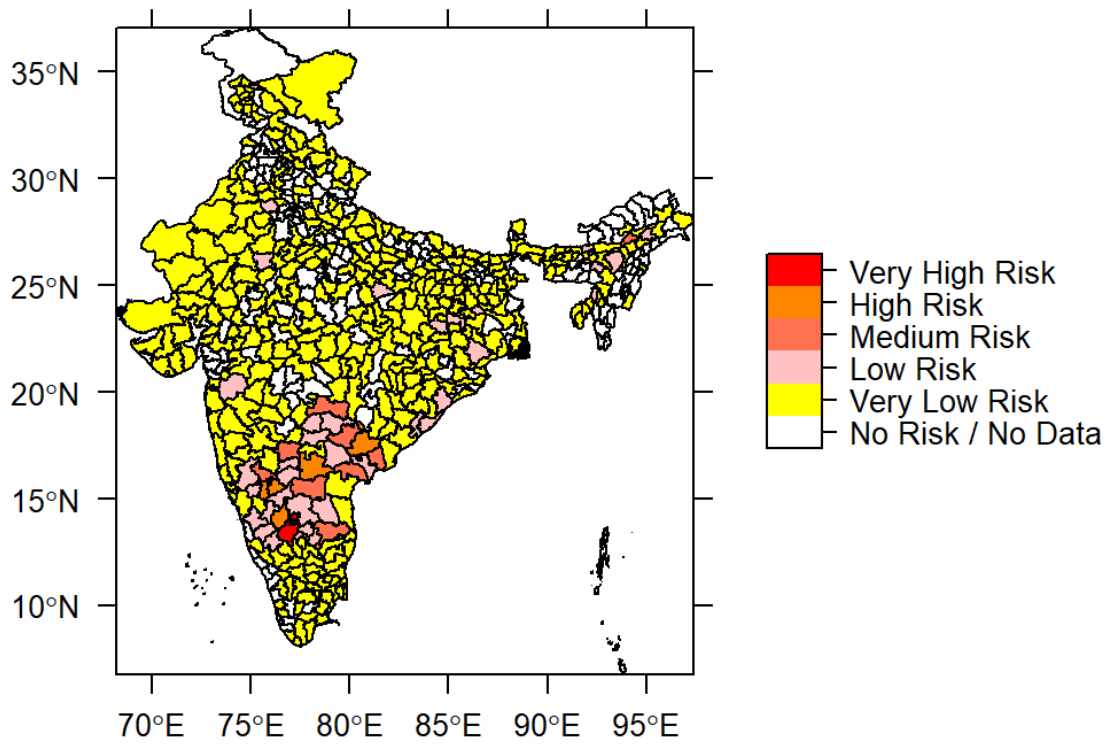 35°N
30°N
25°N
20°N
15°N
10°N
70°E 75°E 80°E 85°E 90°E 95°E
Very High Risk
High Risk
Medium Risk
Low Risk
Very Low Risk
No Risk / No Data